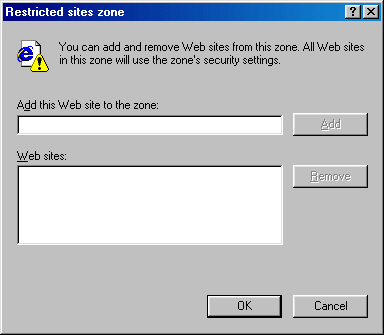 Restricted sites zone
You can add and remove Web sites from this zone. All Web sites
in this zone will use the zone's security settings.
Add this Web site to the zone:
Add
Web sites:
Remove
OK
Cancel